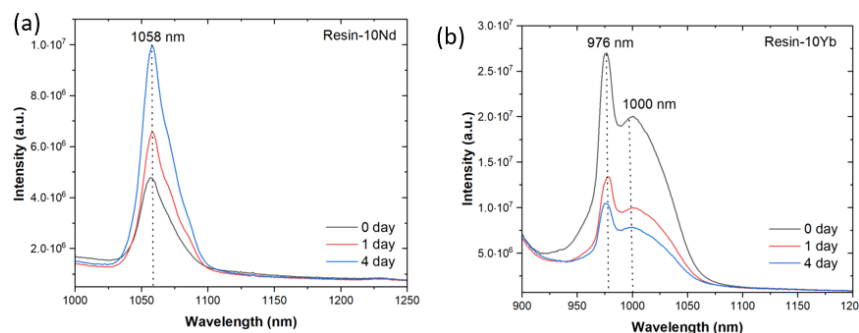 (a)
1058 nm
Resin-10Nd
Intensity (a.u.)
1.0·10⁷
8.0·10⁶
6.0·10⁶
4.0·10⁶
2.0·10⁶
0 day
1 day
4 day
1000 1050 1100 1150 1200 1250
Wavelength (nm)
(b)
976 nm
1000 nm
Resin-10Yb
Intensity (a.u.)
3.0·10⁷
2.5·10⁷
2.0·10⁷
1.5·10⁷
1.0·10⁷
5.0·10⁶
0 day
1 day
4 day
900 950 1000 1050 1100 1150 1200
Wavelength (nm)